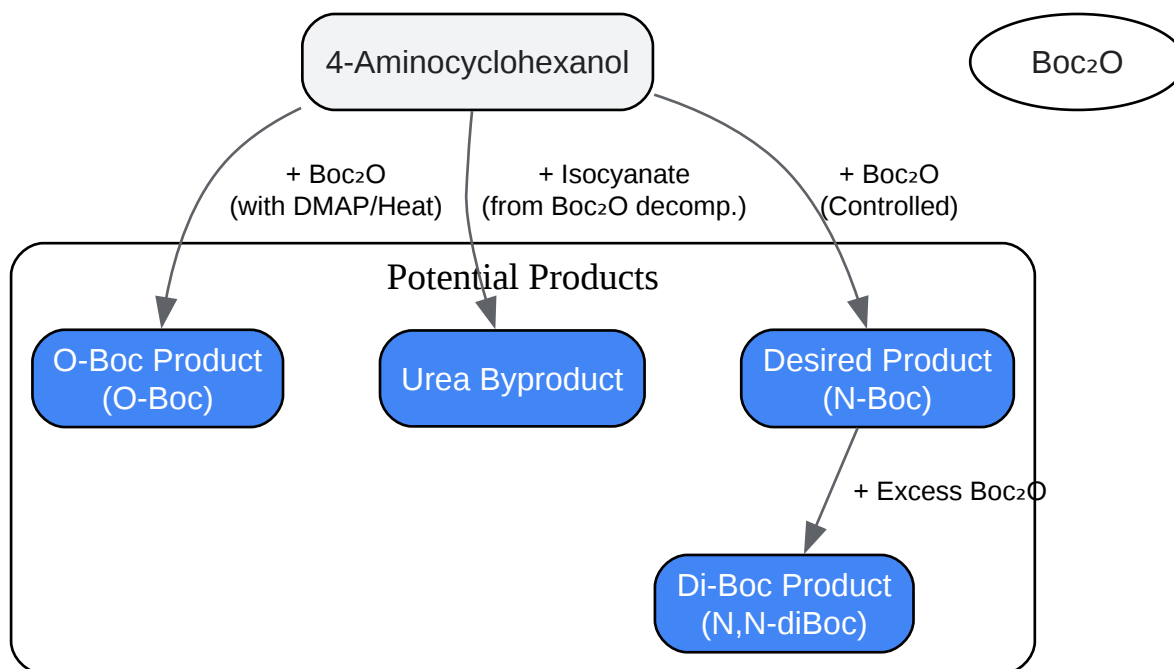 4-Aminocyclohexanol
Boc₂O
+ Boc₂O
(with DMAP/Heat)
+ Isocyanate
(from Boc₂O decomp.)
+ Boc₂O
(Controlled)
Potential Products
O-Boc Product
(O-Boc)
Urea Byproduct
Desired Product
(N-Boc)
+ Excess Boc₂O
Di-Boc Product
(N,N-diBoc)